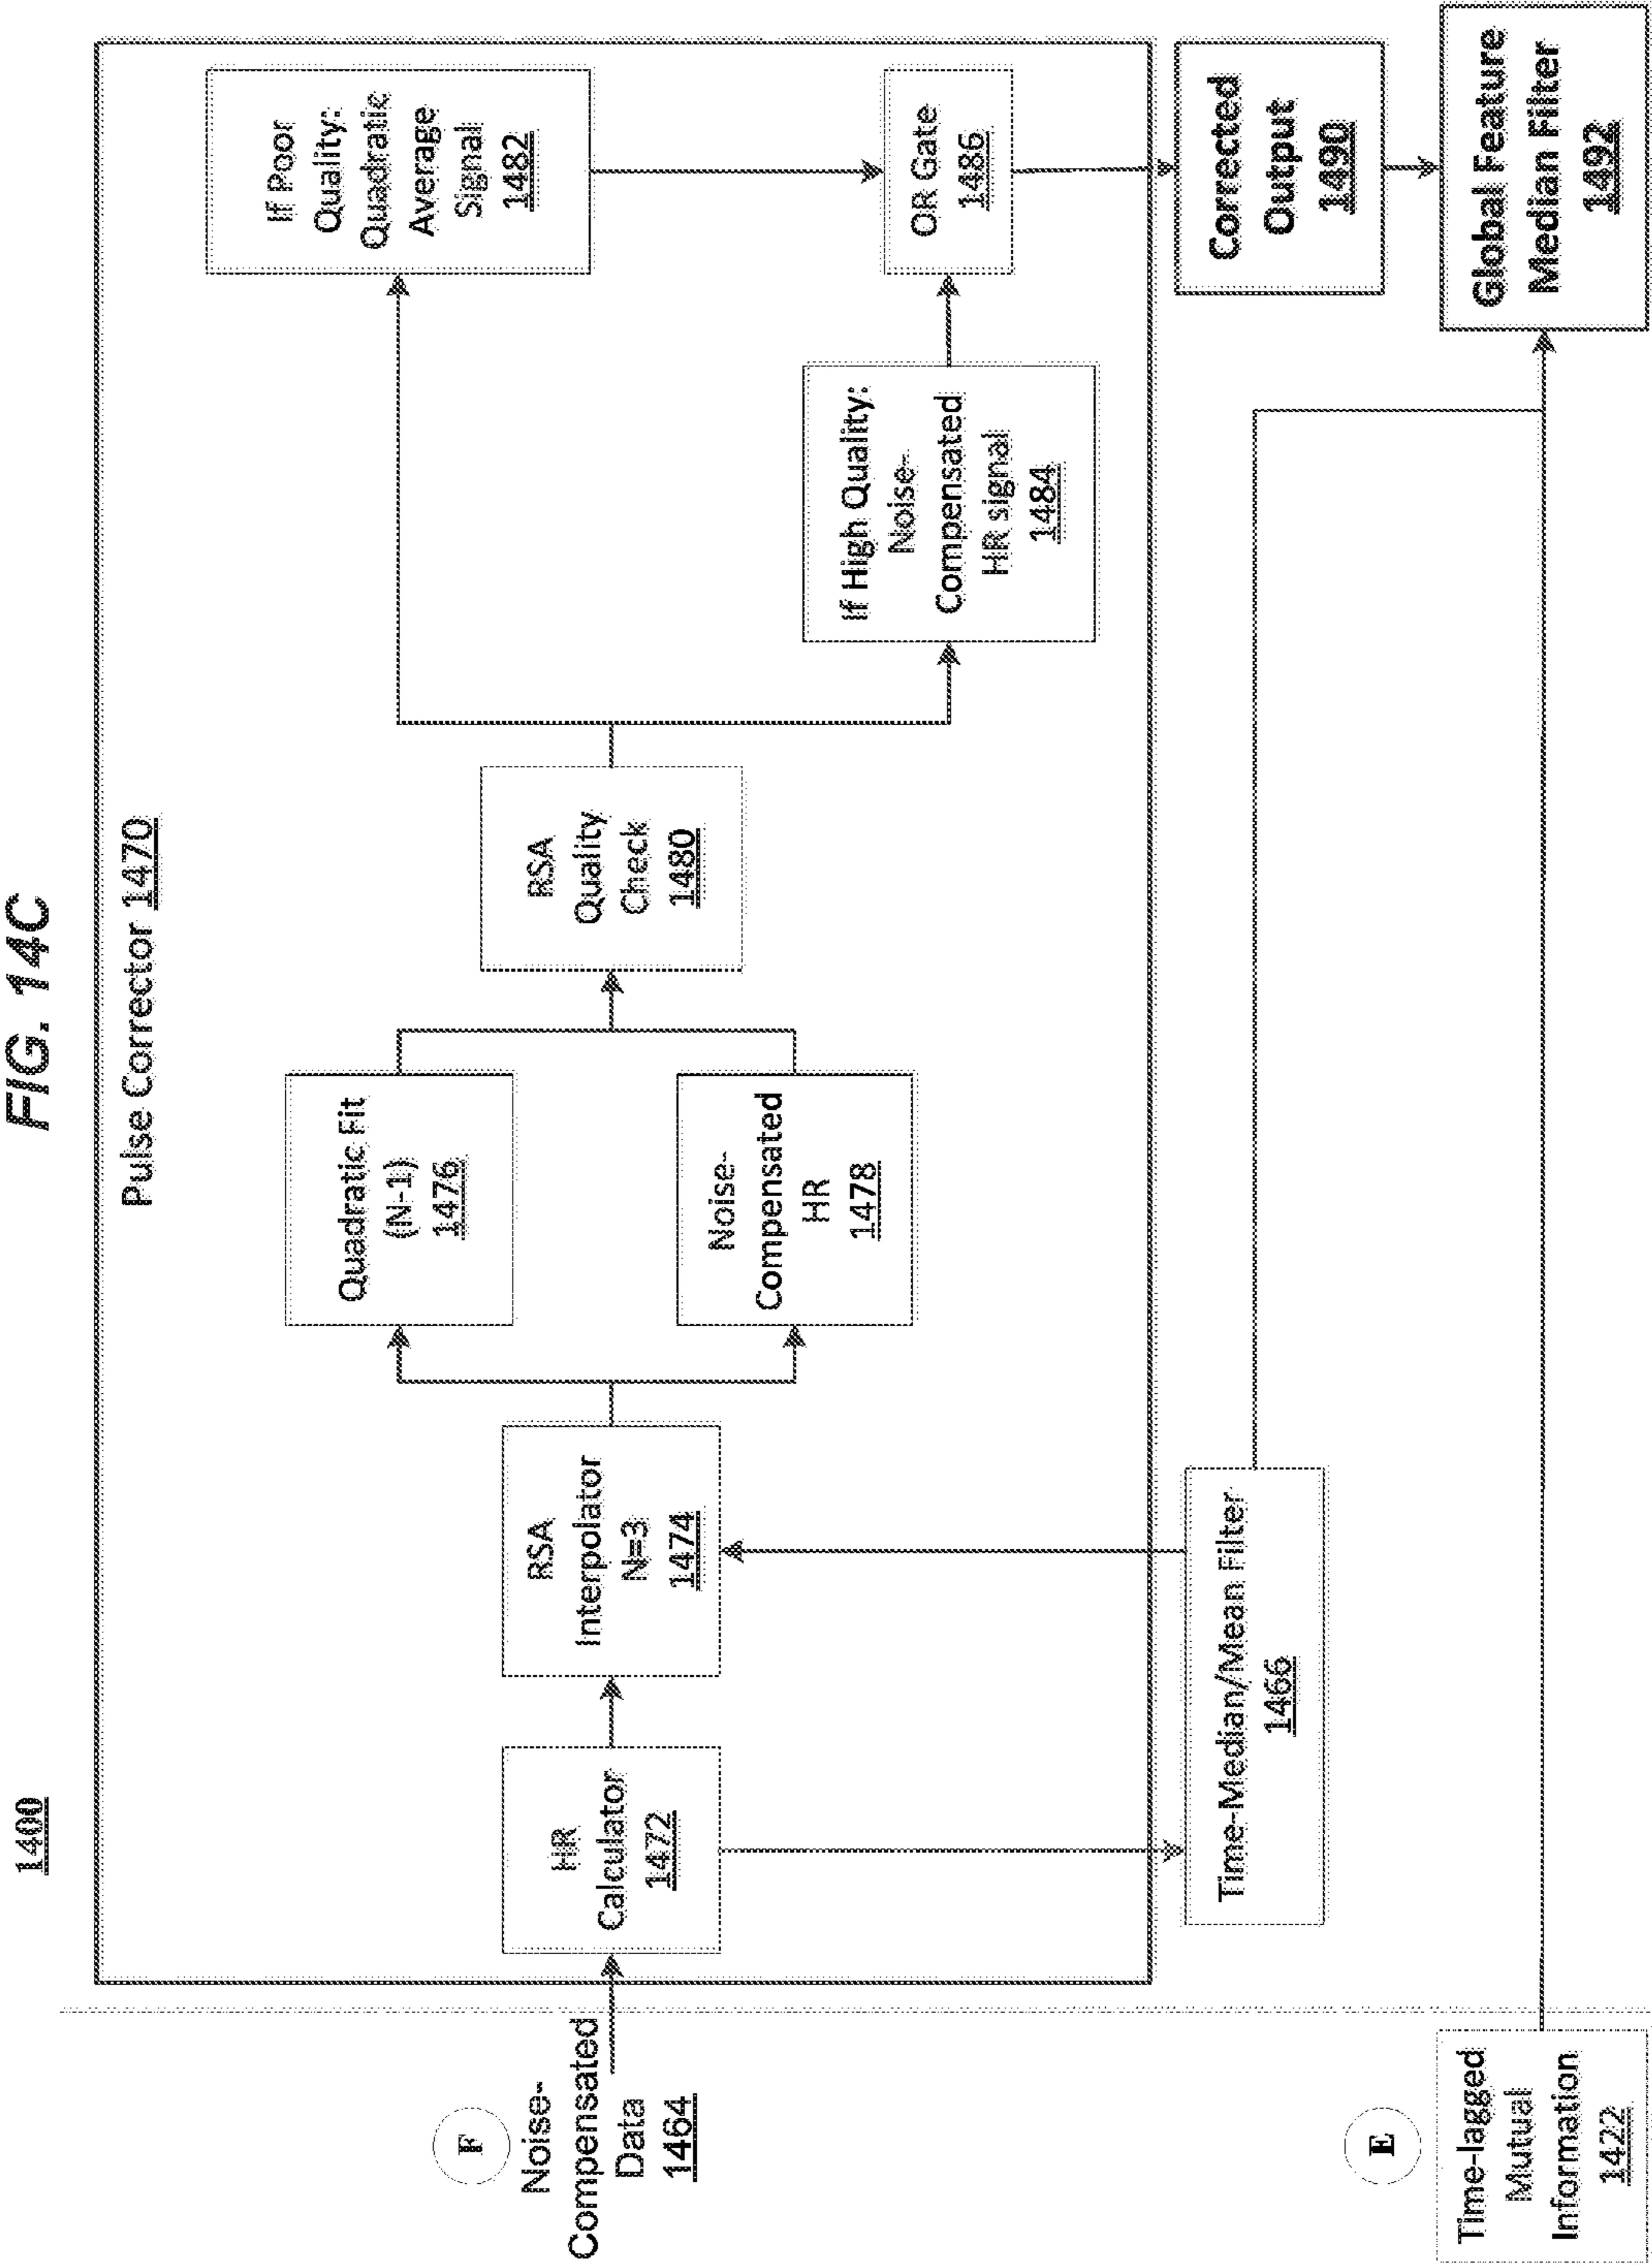 FIG. 14C
1400
Pulse Corrector 1470
F
Noise-
Compensated
Data
1464
HR
Calculator
1472
RSA
Interpolator
N=3
1474
Quadratic Fit
(N-1)
1476
Noise-
Compensated
HR
1478
RSA
Quality
Check
1480
If Poor
Quality:
Quadratic
Average
Signal
1482
If High Quality:
Noise-
Compensated
HR signal
1484
OR Gate
1486
Time-Median/Mean Filter
1466
Corrected
Output
1490
E
Time-lagged
Mutual
Information
1422
Global Feature
Median Filter
1492